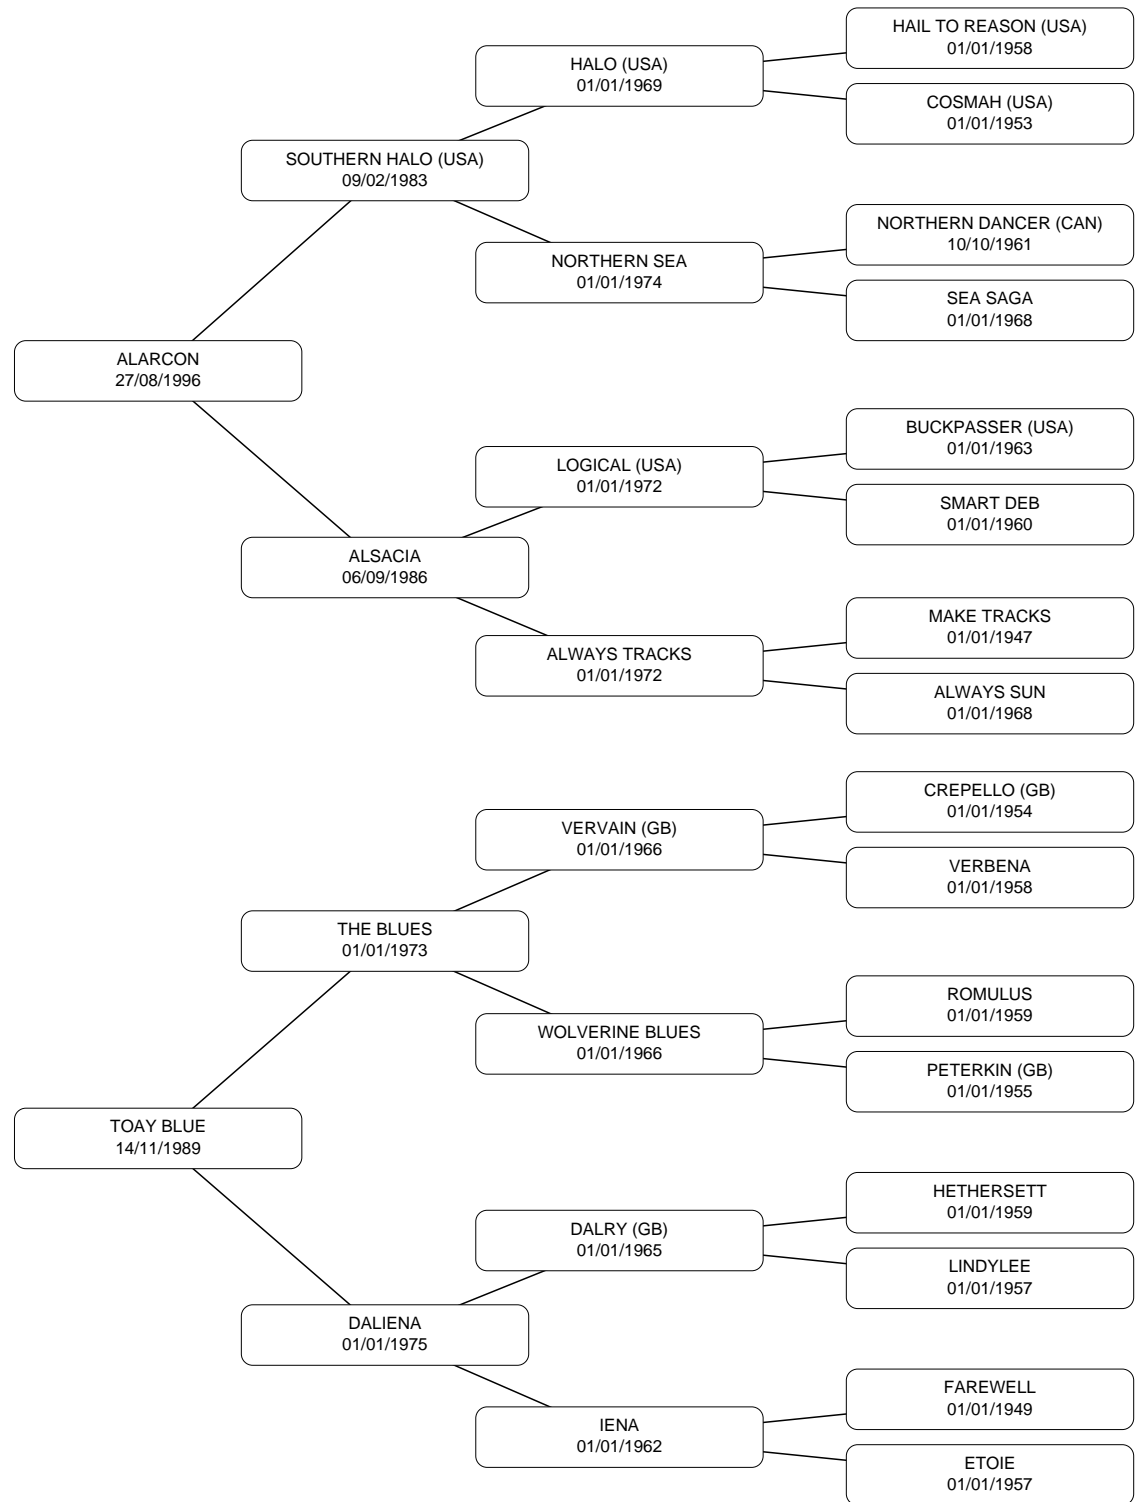 HAIL TO REASON (USA)
01/01/1958
HALO (USA)
01/01/1969
COSMAH (USA)
01/01/1953
SOUTHERN HALO (USA)
09/02/1983
NORTHERN DANCER (CAN)
10/10/1961
NORTHERN SEA
01/01/1974
SEA SAGA
01/01/1968
ALARCON
27/08/1996
BUCKPASSER (USA)
01/01/1963
LOGICAL (USA)
01/01/1972
SMART DEB
01/01/1960
ALSACIA
06/09/1986
MAKE TRACKS
01/01/1947
ALWAYS TRACKS
01/01/1972
ALWAYS SUN
01/01/1968
CREPELLO (GB)
01/01/1954
VERVAIN (GB)
01/01/1966
VERBENA
01/01/1958
THE BLUES
01/01/1973
ROMULUS
01/01/1959
WOLVERINE BLUES
01/01/1966
PETERKIN (GB)
01/01/1955
TOAY BLUE
14/11/1989
HETHERSETT
01/01/1959
DALRY (GB)
01/01/1965
LINDYLEE
01/01/1957
DALIENA
01/01/1975
FAREWELL
01/01/1949
IENA
01/01/1962
ETOIE
01/01/1957